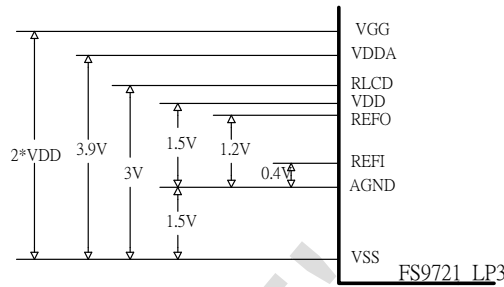 VGG
VDDA
RLCD
VDD
REFO
REFI
AGND
VSS
2*VDD
3.9V
3V
1.5V
1.2V
0.4V
1.5V
FS9721_LP3